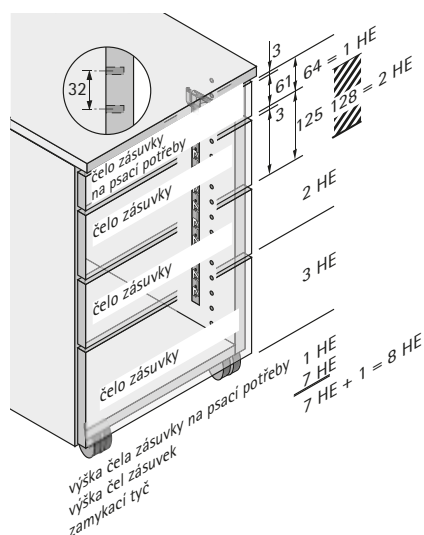 3
61
64 = 1 HE
32
3
125
128 = 2 HE
čelo zásuvky
na psací potřeby
čelo zásuvky
2 HE
čelo zásuvky
3 HE
čelo zásuvky
výška čela zásuvky na psací potřeby 1 HE
výška čel zásuvek 7 HE
zamykací tyč 7 HE + 1 = 8 HE